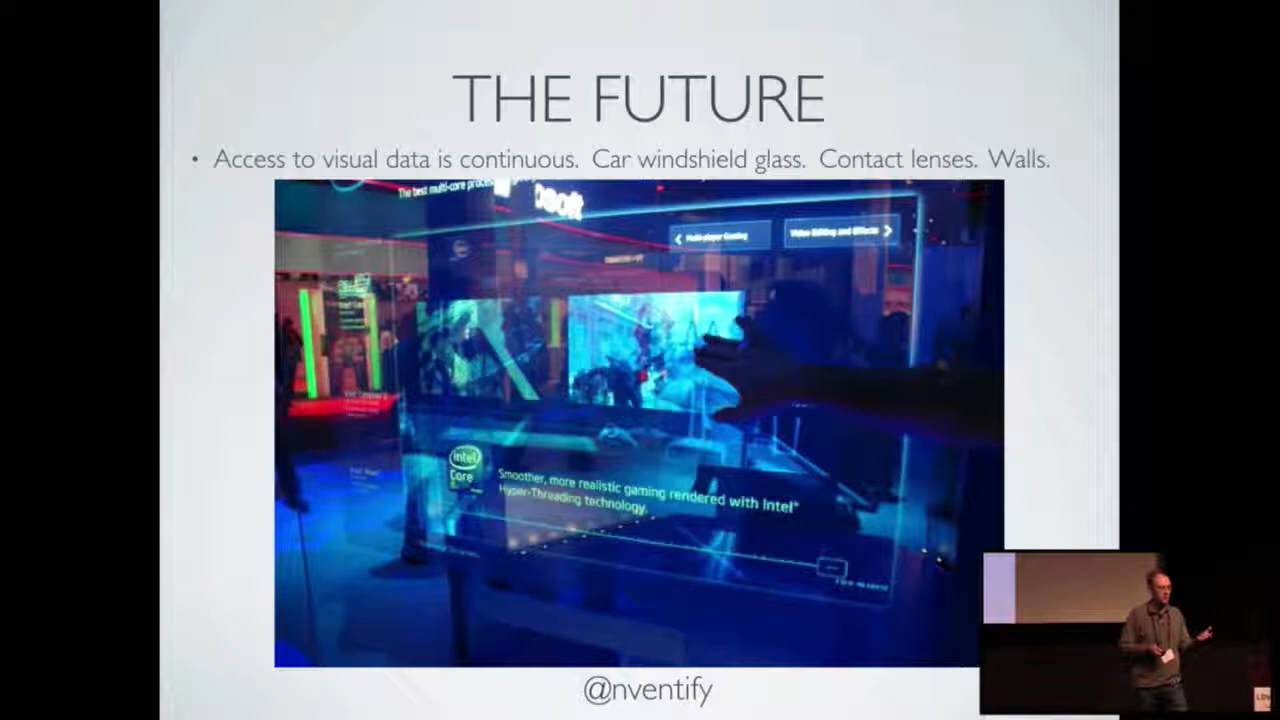 THE FUTURE
• Access to visual data is continuous. Car windshield glass. Contact lenses. Walls.
The best multi-core
Multi-player Gaming
Video Editing and Effects
intel
Core
Smoother, more realistic gaming rendered with Intel®
Hyper-Threading technology.
@nventify